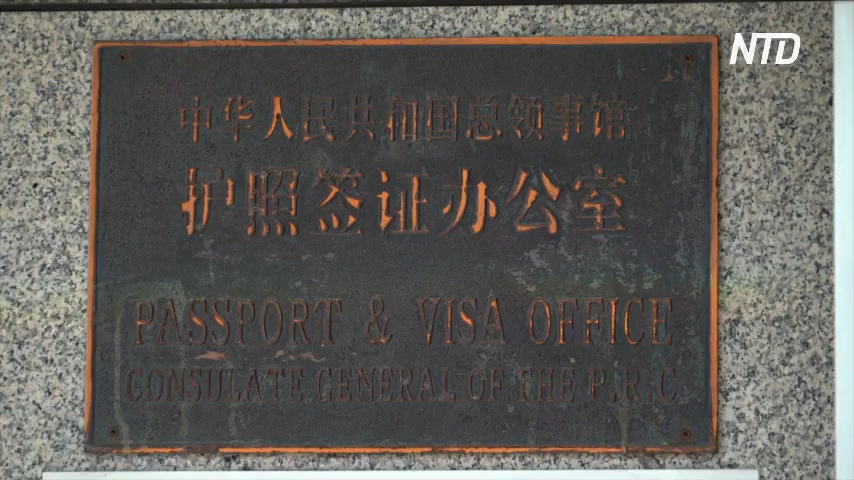 NTD
中华人民共和国总领事馆
护照签证办公室
PASSPORT & VISA OFFICE
CONSULATE GENERAL OF THE P.R.C